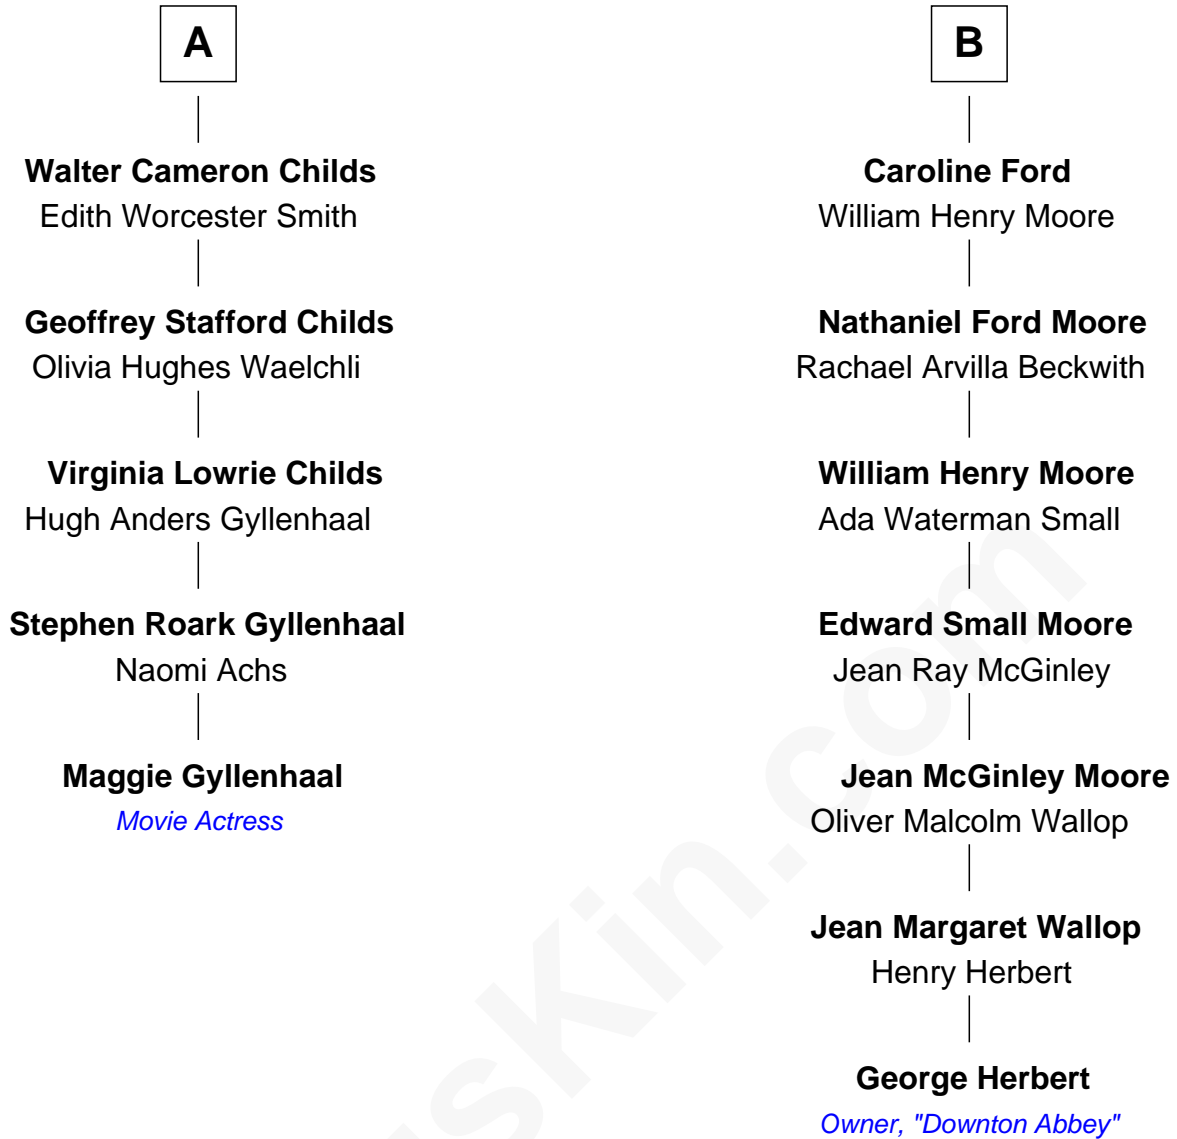 A
Walter Cameron Childs
Edith Worcester Smith
Geoffrey Stafford Childs
Olivia Hughes Waelchli
Virginia Lowrie Childs
Hugh Anders Gyllenhaal
Stephen Roark Gyllenhaal
Naomi Achs
Maggie Gyllenhaal
Movie Actress
B
Caroline Ford
William Henry Moore
Nathaniel Ford Moore
Rachael Arvilla Beckwith
William Henry Moore
Ada Waterman Small
Edward Small Moore
Jean Ray McGinley
Jean McGinley Moore
Oliver Malcolm Wallop
Jean Margaret Wallop
Henry Herbert
George Herbert
Owner, "Downton Abbey"